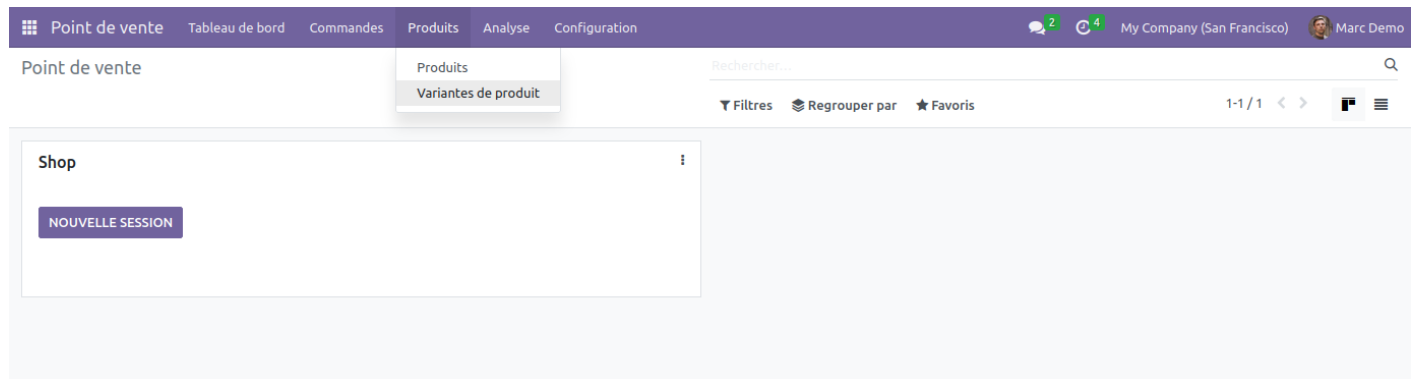 Point de vente Tableau de bord Commandes Produits Analyse Configuration 2 4 My Company (San Francisco) Marc Demo
Point de vente
Produits
Variantes de produit
Rechercher...
Filtres Regrouper par Favoris 1-1 / 1
Shop
NOUVELLE SESSION